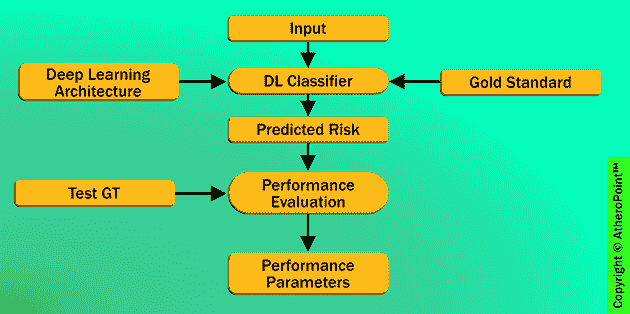 Input
Deep Learning
Architecture
DL Classifier
Gold Standard
Predicted Risk
Test GT
Performance
Evaluation
Performance
Parameters
Copyright © AtheroPoint™